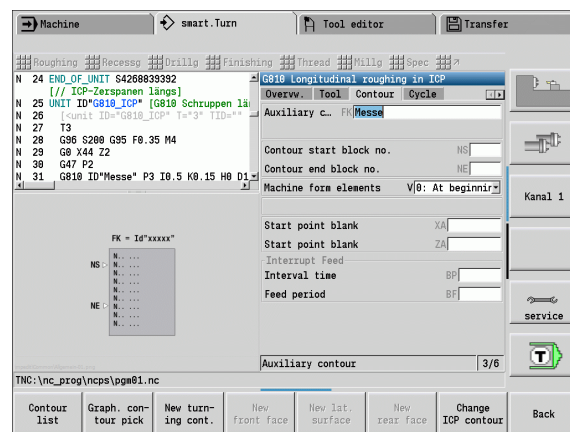 Machine
smart.Turn
Tool editor
Transfer
Roughing Recessg Drillg Finishing Thread Millg Spec
N 24 END_OF_UNIT S4268039392
[// ICP-Zerspanen längs]
N 25 UNIT ID"G810_ICP" [G810 Schruppen lä
N 26 [<unit ID="G810_ICP" T="3" TID=""
N 27 T3
N 28 G96 S200 G95 F0.35 M4
N 29 G0 X44 Z2
N 30 G47 P2
N 31 G810 ID"Messe" P3 I0.5 K0.15 H0 D1
FK = Id"xxxxx"
NS
N.. ...
N.. ...
N.. ...
N.. ...
N.. ...
NE
N.. ...
N.. ...
N.. ...
G810 Longitudinal roughing in ICP
Overvw. Tool Contour Cycle
Auxiliary c… FK Messe
Contour start block no. NS
Contour end block no. NE
Machine form elements V 0: At beginnin
Start point blank XA
Start point blank ZA
Interrupt Feed
Interval time BP
Feed period BF
Auxiliary contour 3/6
TNC:\nc_prog\ncps\pgm01.nc
Kanal 1
service
T
Contour list
Graph. con-
tour pick
New turn-
ing cont.
New front face
New lat. surface
New rear face
Change ICP contour
Back